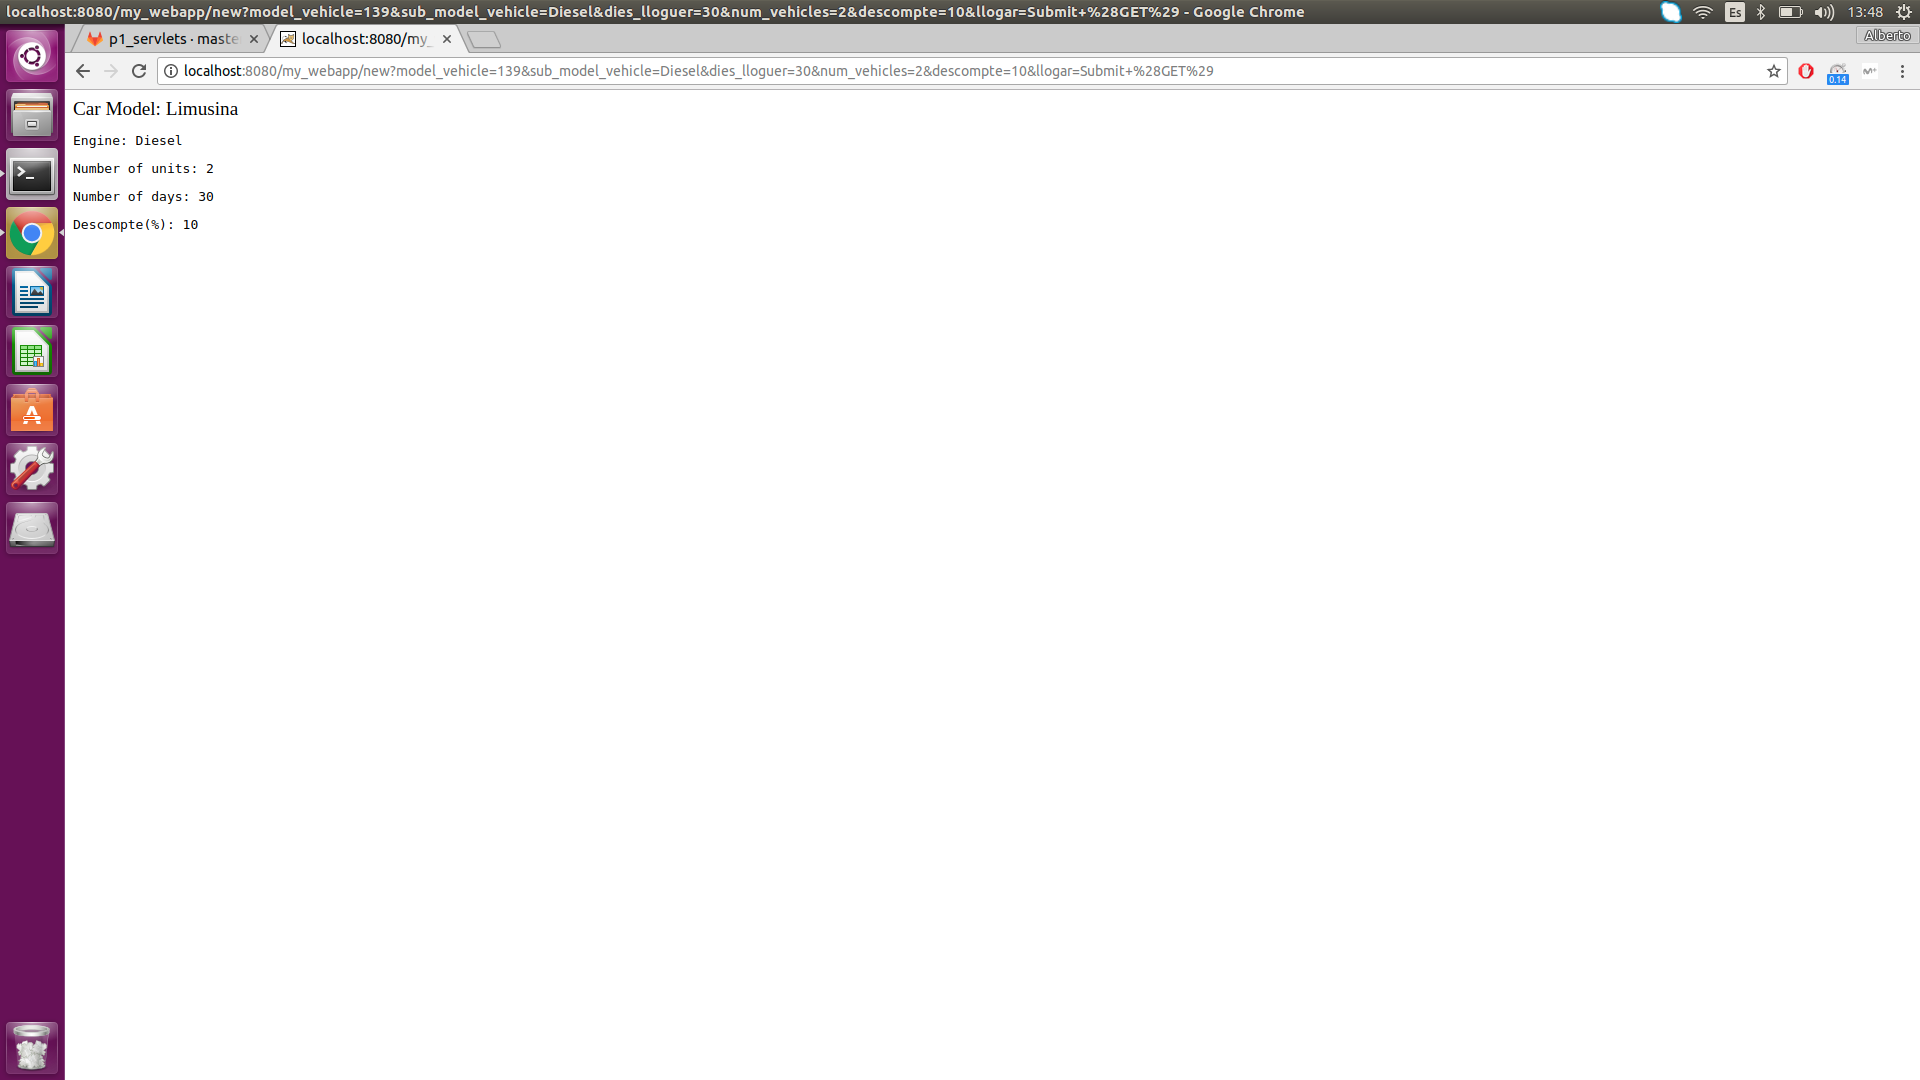 localhost:8080/my_webapp/new?model_vehicle=139&sub_model_vehicle=Diesel&dies_lloguer=30&num_vehicles=2&descompte=10&llogar=Submit+%28GET%29 - Google Chrome
Es
13:48
p1_servlets · maste
localhost:8080/my_
Alberto
localhost:8080/my_webapp/new?model_vehicle=139&sub_model_vehicle=Diesel&dies_lloguer=30&num_vehicles=2&descompte=10&llogar=Submit+%28GET%29
0.14
M+
Car Model: Limusina
Engine: Diesel
Number of units: 2
Number of days: 30
Descompte(%): 10